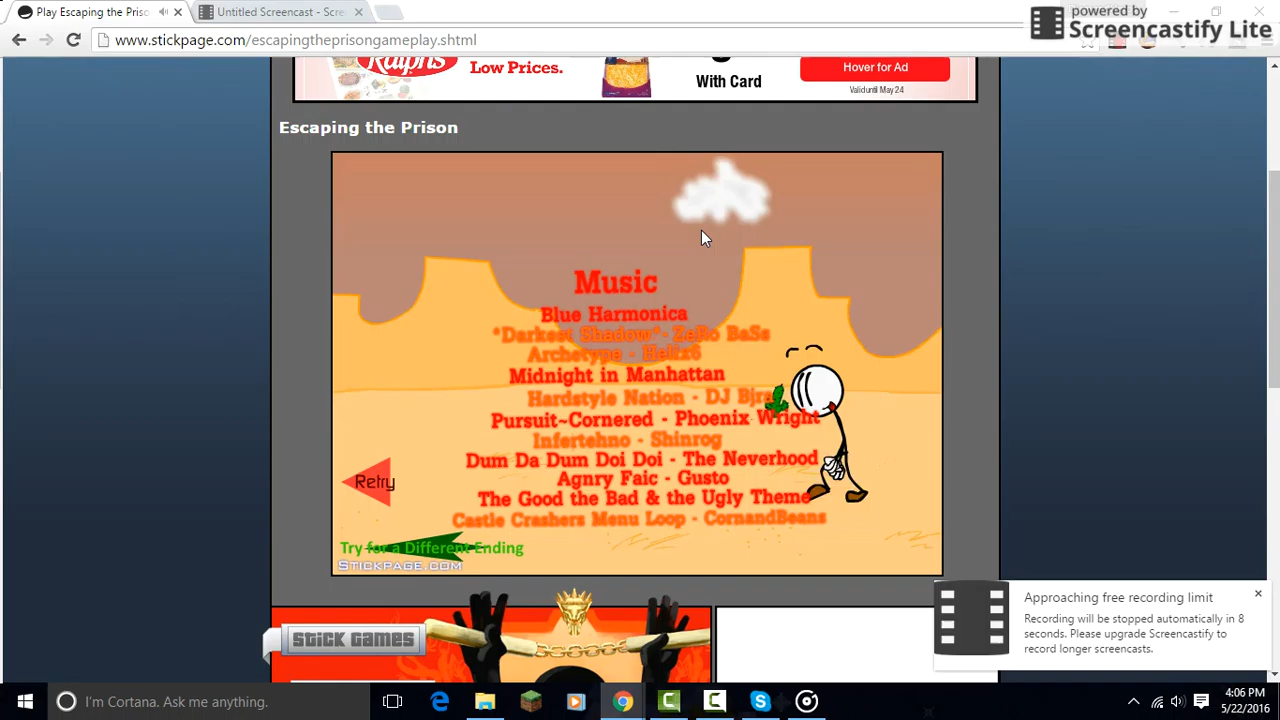 Play Escaping the Priso
Untitled Screencast - Scre
powered by
Screencastify Lite
www.stickpage.com/escapingtheprisongameplay.shtml
Ralphs
Low Prices.
With Card
Hover for Ad
Valid until May 24
Escaping the Prison
Music
Blue Harmonica
*Darkest Shadow*- ZeRo BaSs
Archetype - Helix6
Midnight in Manhattan
Hardstyle Nation - DJ Bjra
Pursuit~Cornered - Phoenix Wright
Infertehno - Shinrog
Dum Da Dum Doi Doi - The Neverhood
Agnry Faic - Gusto
The Good the Bad & the Ugly Theme
Castle Crashers Menu Loop - CornandBeans
Retry
Try for a Different Ending
STICKPAGE.COM
STICK GAMES
Approaching free recording limit
Recording will be stopped automatically in 8
seconds. Please upgrade Screencastify to
record longer screencasts.
I'm Cortana. Ask me anything.
4:06 PM
5/22/2016